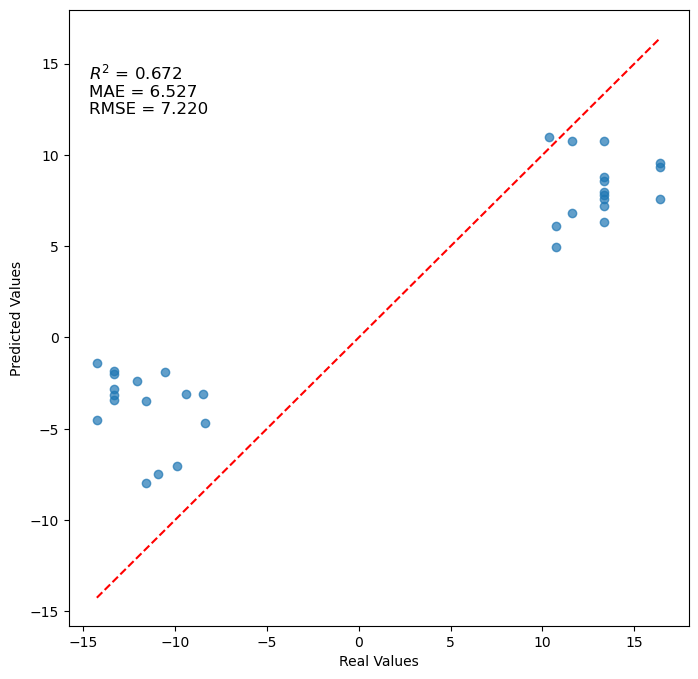 R² = 0.672
MAE = 6.527
RMSE = 7.220
15
10
5
0
−5
−10
−15
Predicted Values
−15 −10 −5 0 5 10 15
Real Values